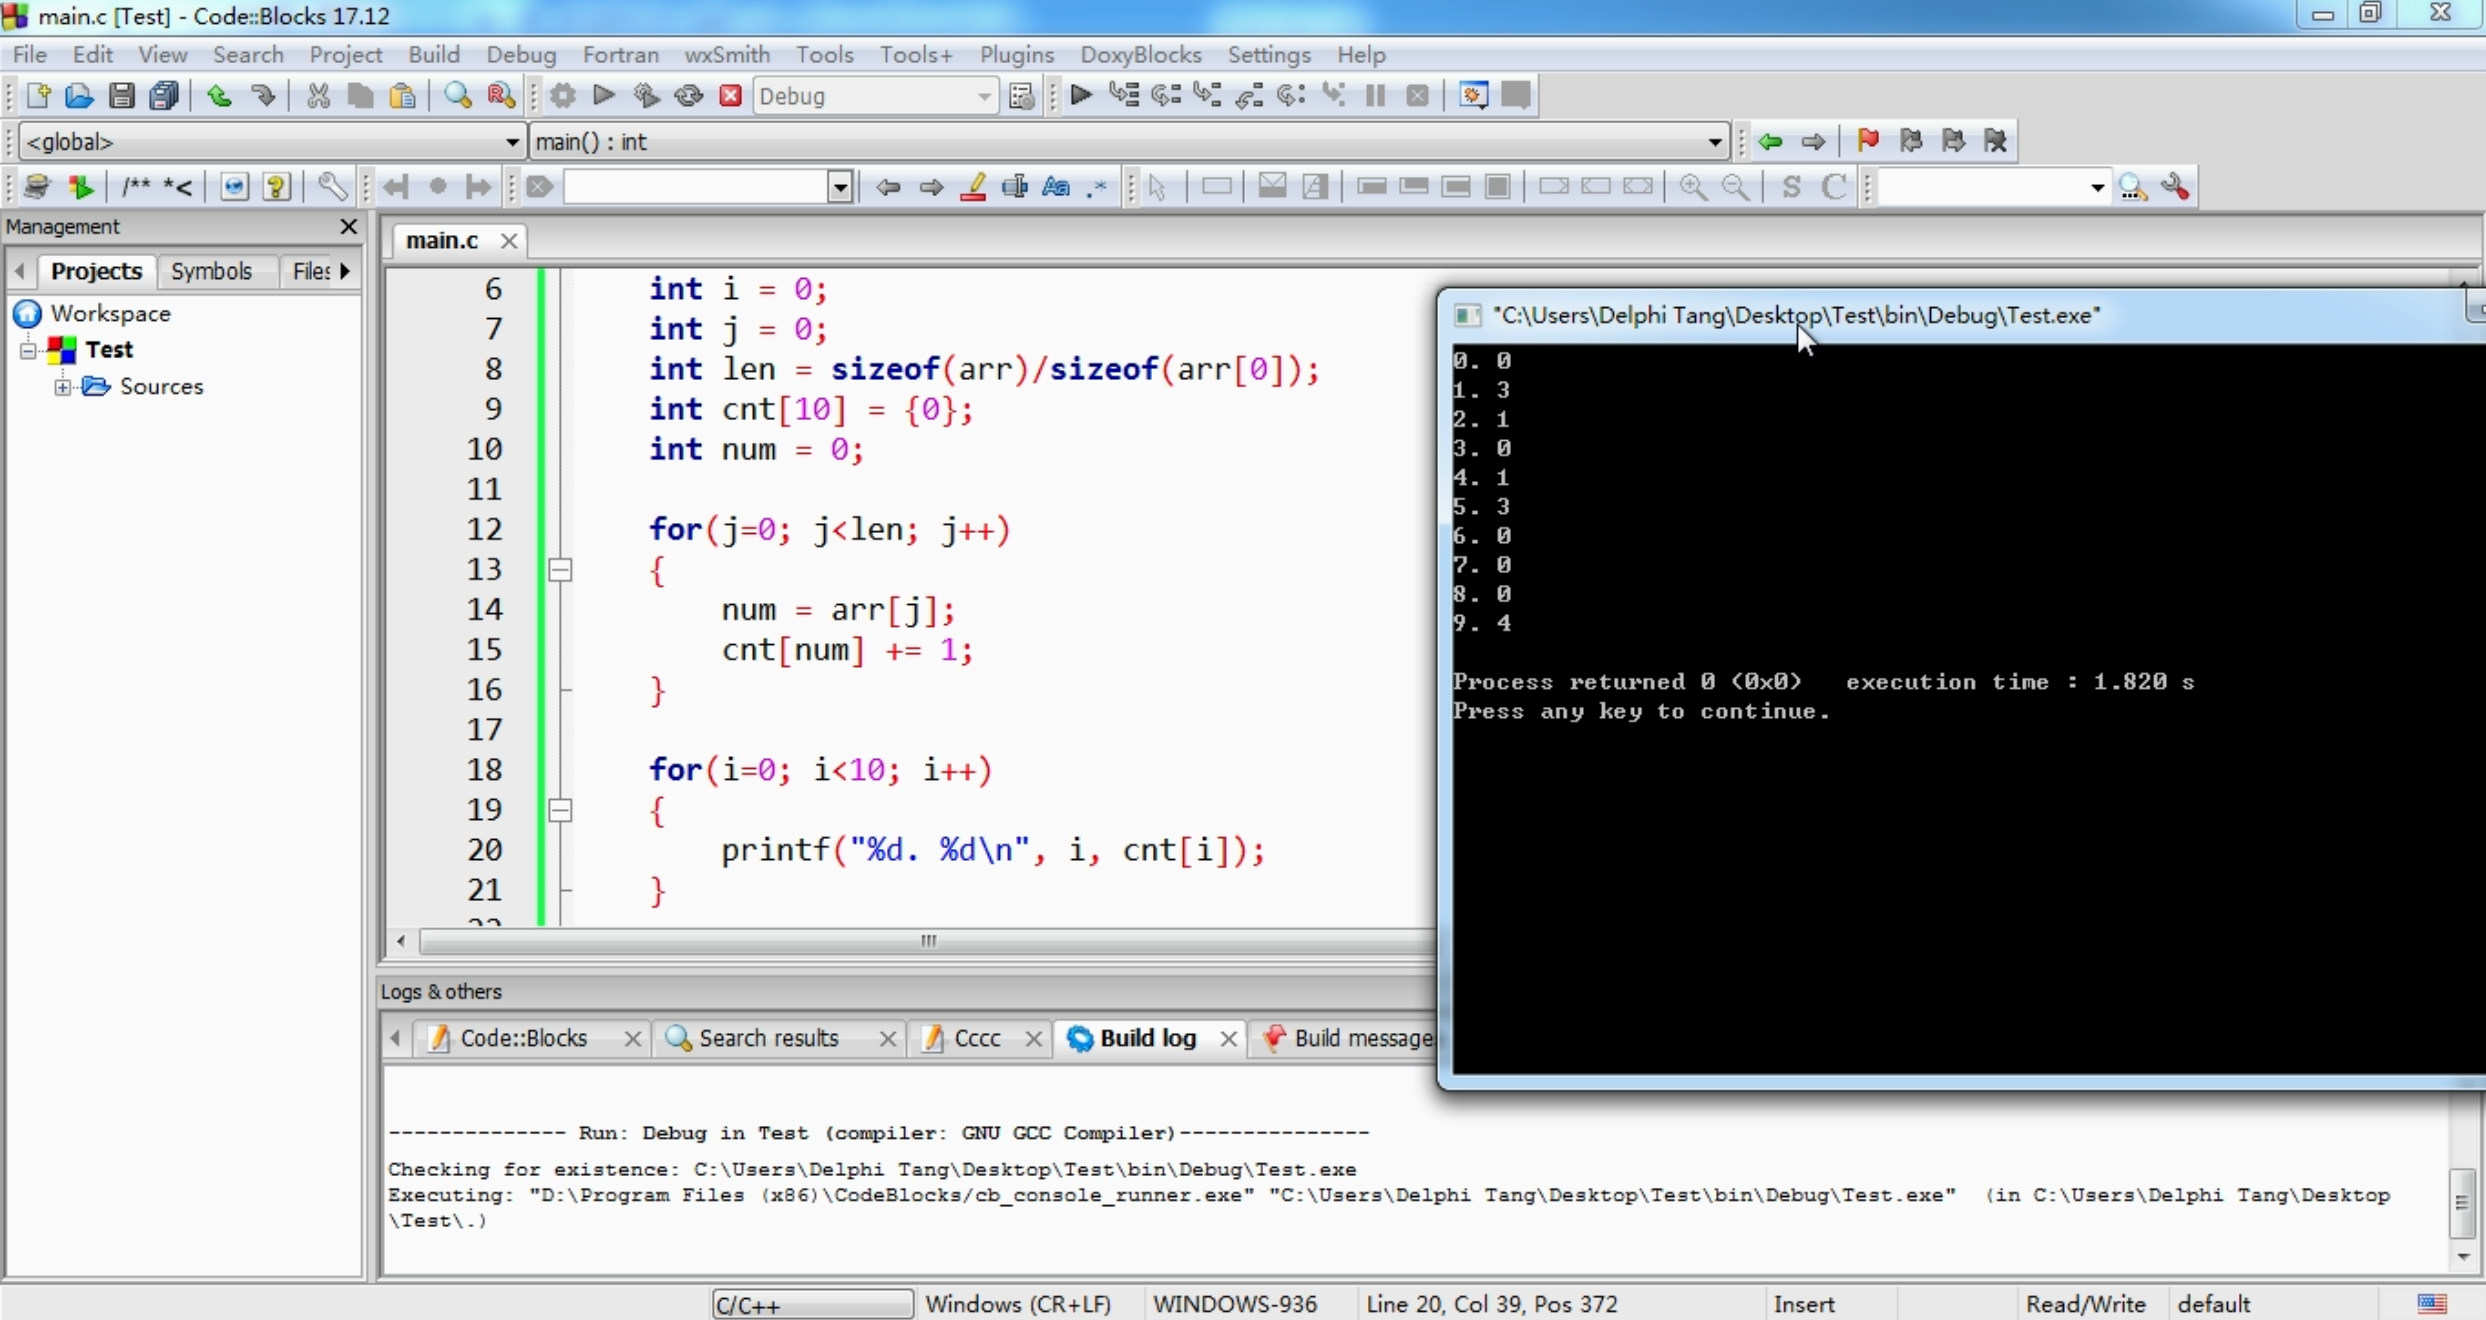 main.c [Test] - Code::Blocks 17.12
File Edit View Search Project Build Debug Fortran wxSmith Tools Tools+ Plugins DoxyBlocks Settings Help
Debug
<global> main() : int
/** *<
S C
Management
Projects Symbols Files
Workspace
Test
Sources
main.c
6 int i = 0;
7 int j = 0;
8 int len = sizeof(arr)/sizeof(arr[0]);
9 int cnt[10] = {0};
10 int num = 0;
11
12 for(j=0; j<len; j++)
13 {
14 num = arr[j];
15 cnt[num] += 1;
16 }
17
18 for(i=0; i<10; i++)
19 {
20 printf("%d. %d\n", i, cnt[i]);
21 }
"C:\Users\Delphi Tang\Desktop\Test\bin\Debug\Test.exe"
0. 0
1. 3
2. 1
3. 0
4. 1
5. 3
6. 0
7. 0
8. 0
9. 4
Process returned 0 (0x0) execution time : 1.820 s
Press any key to continue.
Logs & others
Code::Blocks Search results Cccc Build log Build message
-------------- Run: Debug in Test (compiler: GNU GCC Compiler)---------------
Checking for existence: C:\Users\Delphi Tang\Desktop\Test\bin\Debug\Test.exe
Executing: "D:\Program Files (x86)\CodeBlocks/cb_console_runner.exe" "C:\Users\Delphi Tang\Desktop\Test\bin\Debug\Test.exe" (in C:\Users\Delphi Tang\Desktop
\Test\.)
C/C++ Windows (CR+LF) WINDOWS-936 Line 20, Col 39, Pos 372 Insert Read/Write default